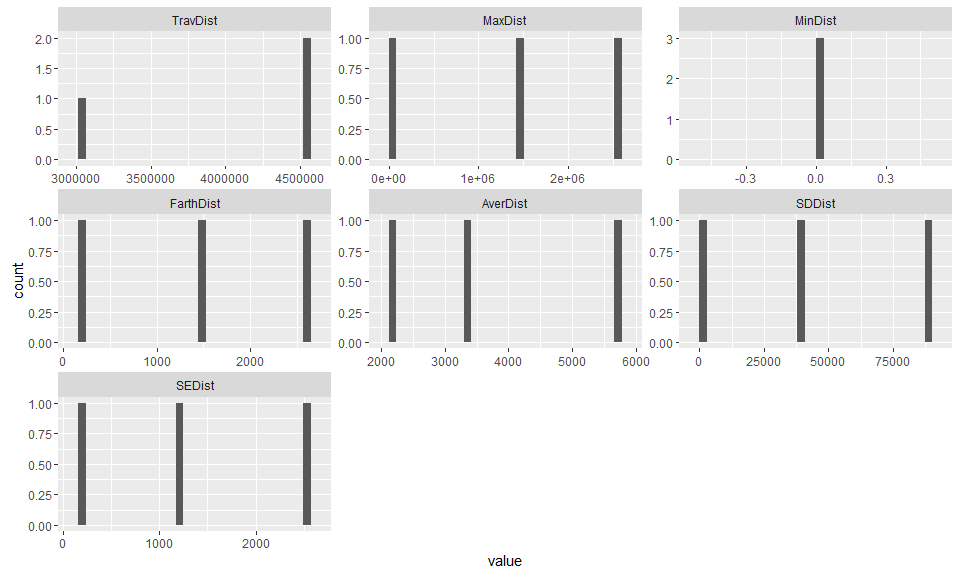 TravDist MaxDist MinDist
2.0 1.00 3
1.5 0.75 2
1.0 0.50
0.5 0.25 1
0.0 0.00 0
3000000 3500000 4000000 4500000 0e+00 1e+06 2e+06 -0.3 0.0 0.3
FarthDist AverDist SDDist
1.00 1.00 1.00
0.75 0.75 0.75
0.50 0.50 0.50
0.25 0.25 0.25
0.00 0.00 0.00
0 1000 2000 2000 3000 4000 5000 6000 0 25000 50000 75000
count
SEDist
1.00
0.75
0.50
0.25
0.00
0 1000 2000
value